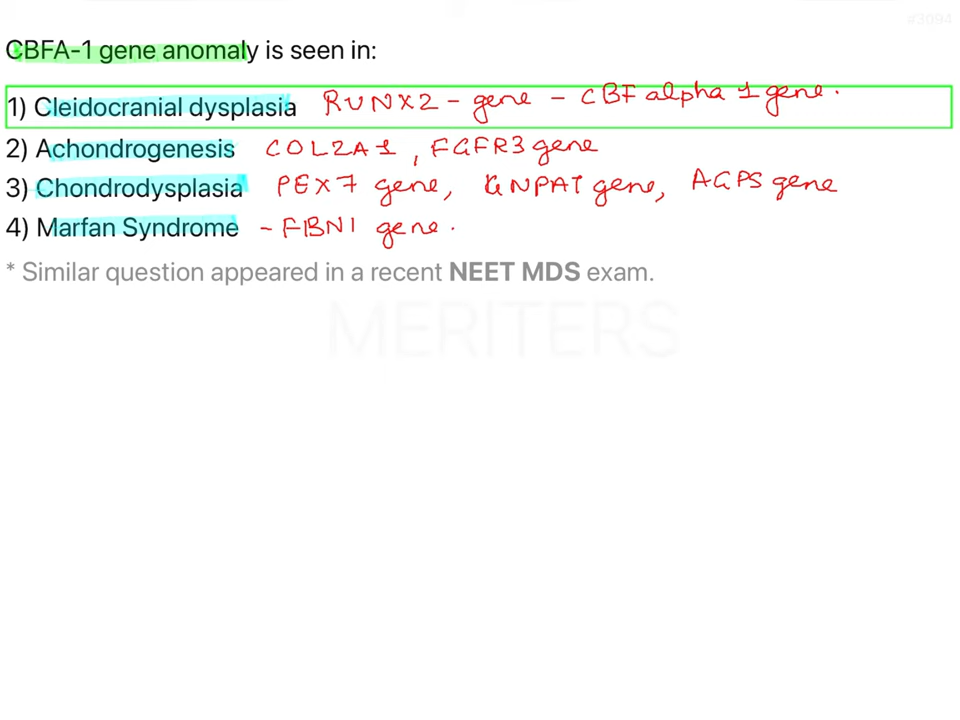 #3094
CBFA-1 gene anomaly is seen in:
1) Cleidocranial dysplasia RUNX2 - gene - CBF alpha 1 gene.
2) Achondrogenesis COL2A1, FGFR3 gene
3) Chondrodysplasia PEX7 gene, GNPAT gene, AGPS gene
4) Marfan Syndrome - FBN1 gene.
* Similar question appeared in a recent NEET MDS exam.
MERITERS